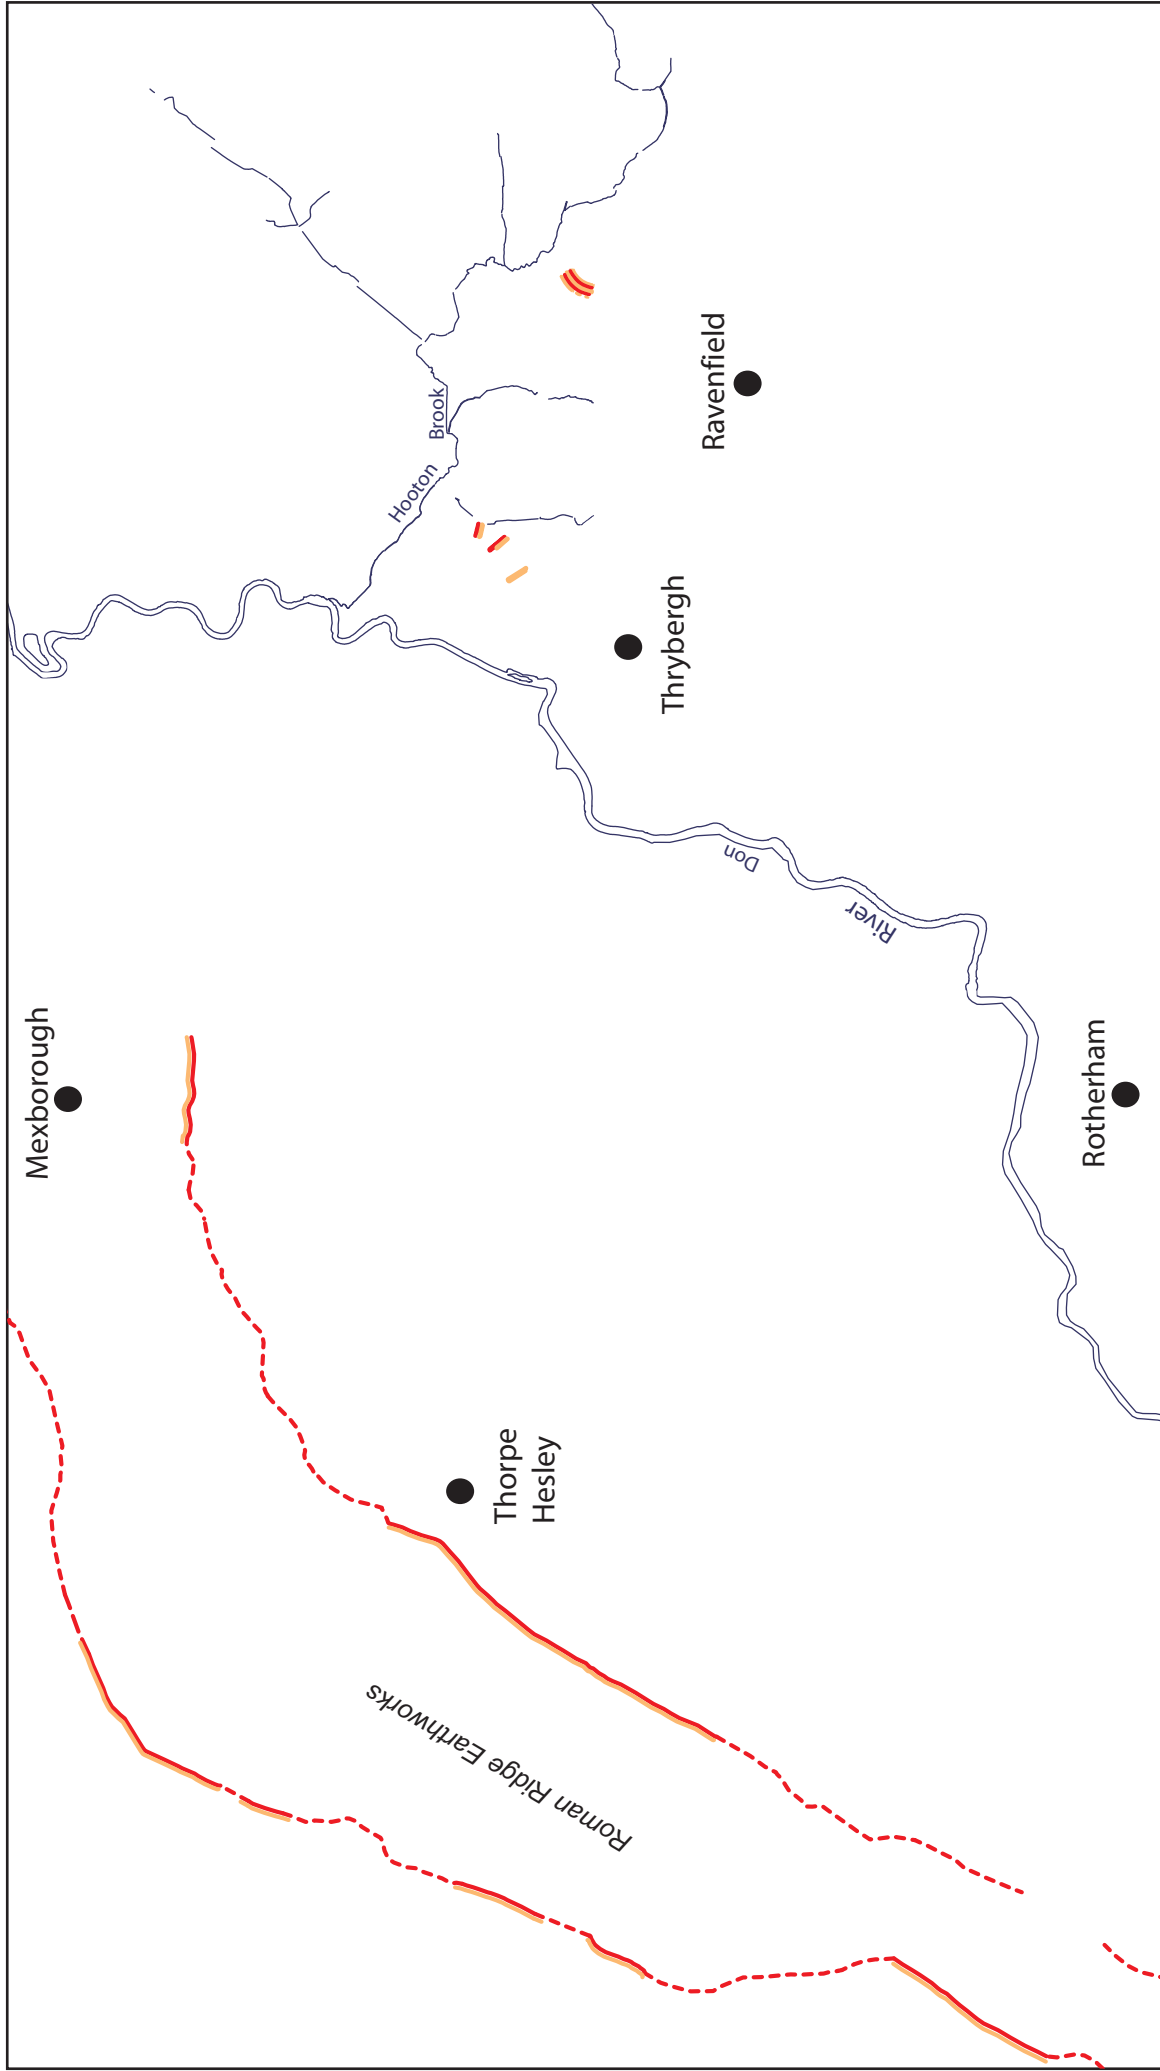 Mexborough
Thorpe
Hesley
Roman Ridge Earthworks
Rotherham
River
Don
Thrybergh
Ravenfield
Hooton
Brook